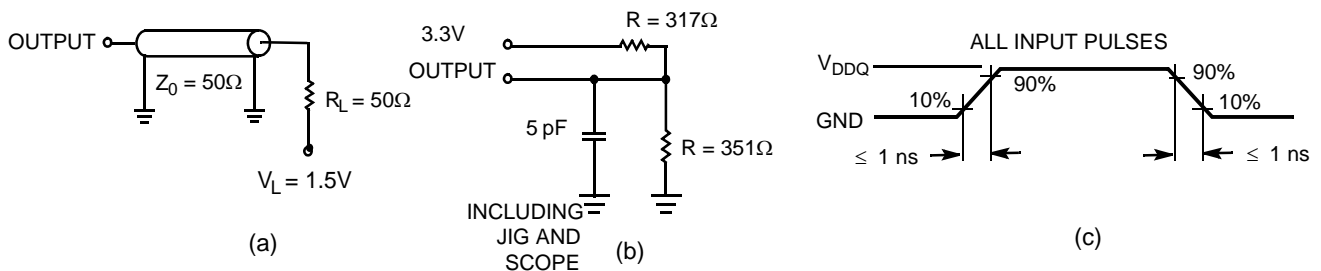 OUTPUT
Z0 = 50Ω
RL = 50Ω
VL = 1.5V
(a)
R = 317Ω
3.3V
OUTPUT
5 pF
R = 351Ω
INCLUDING
JIG AND
SCOPE
(b)
ALL INPUT PULSES
VDDQ
GND
10%
90%
90%
10%
≤ 1 ns
≤ 1 ns
(c)